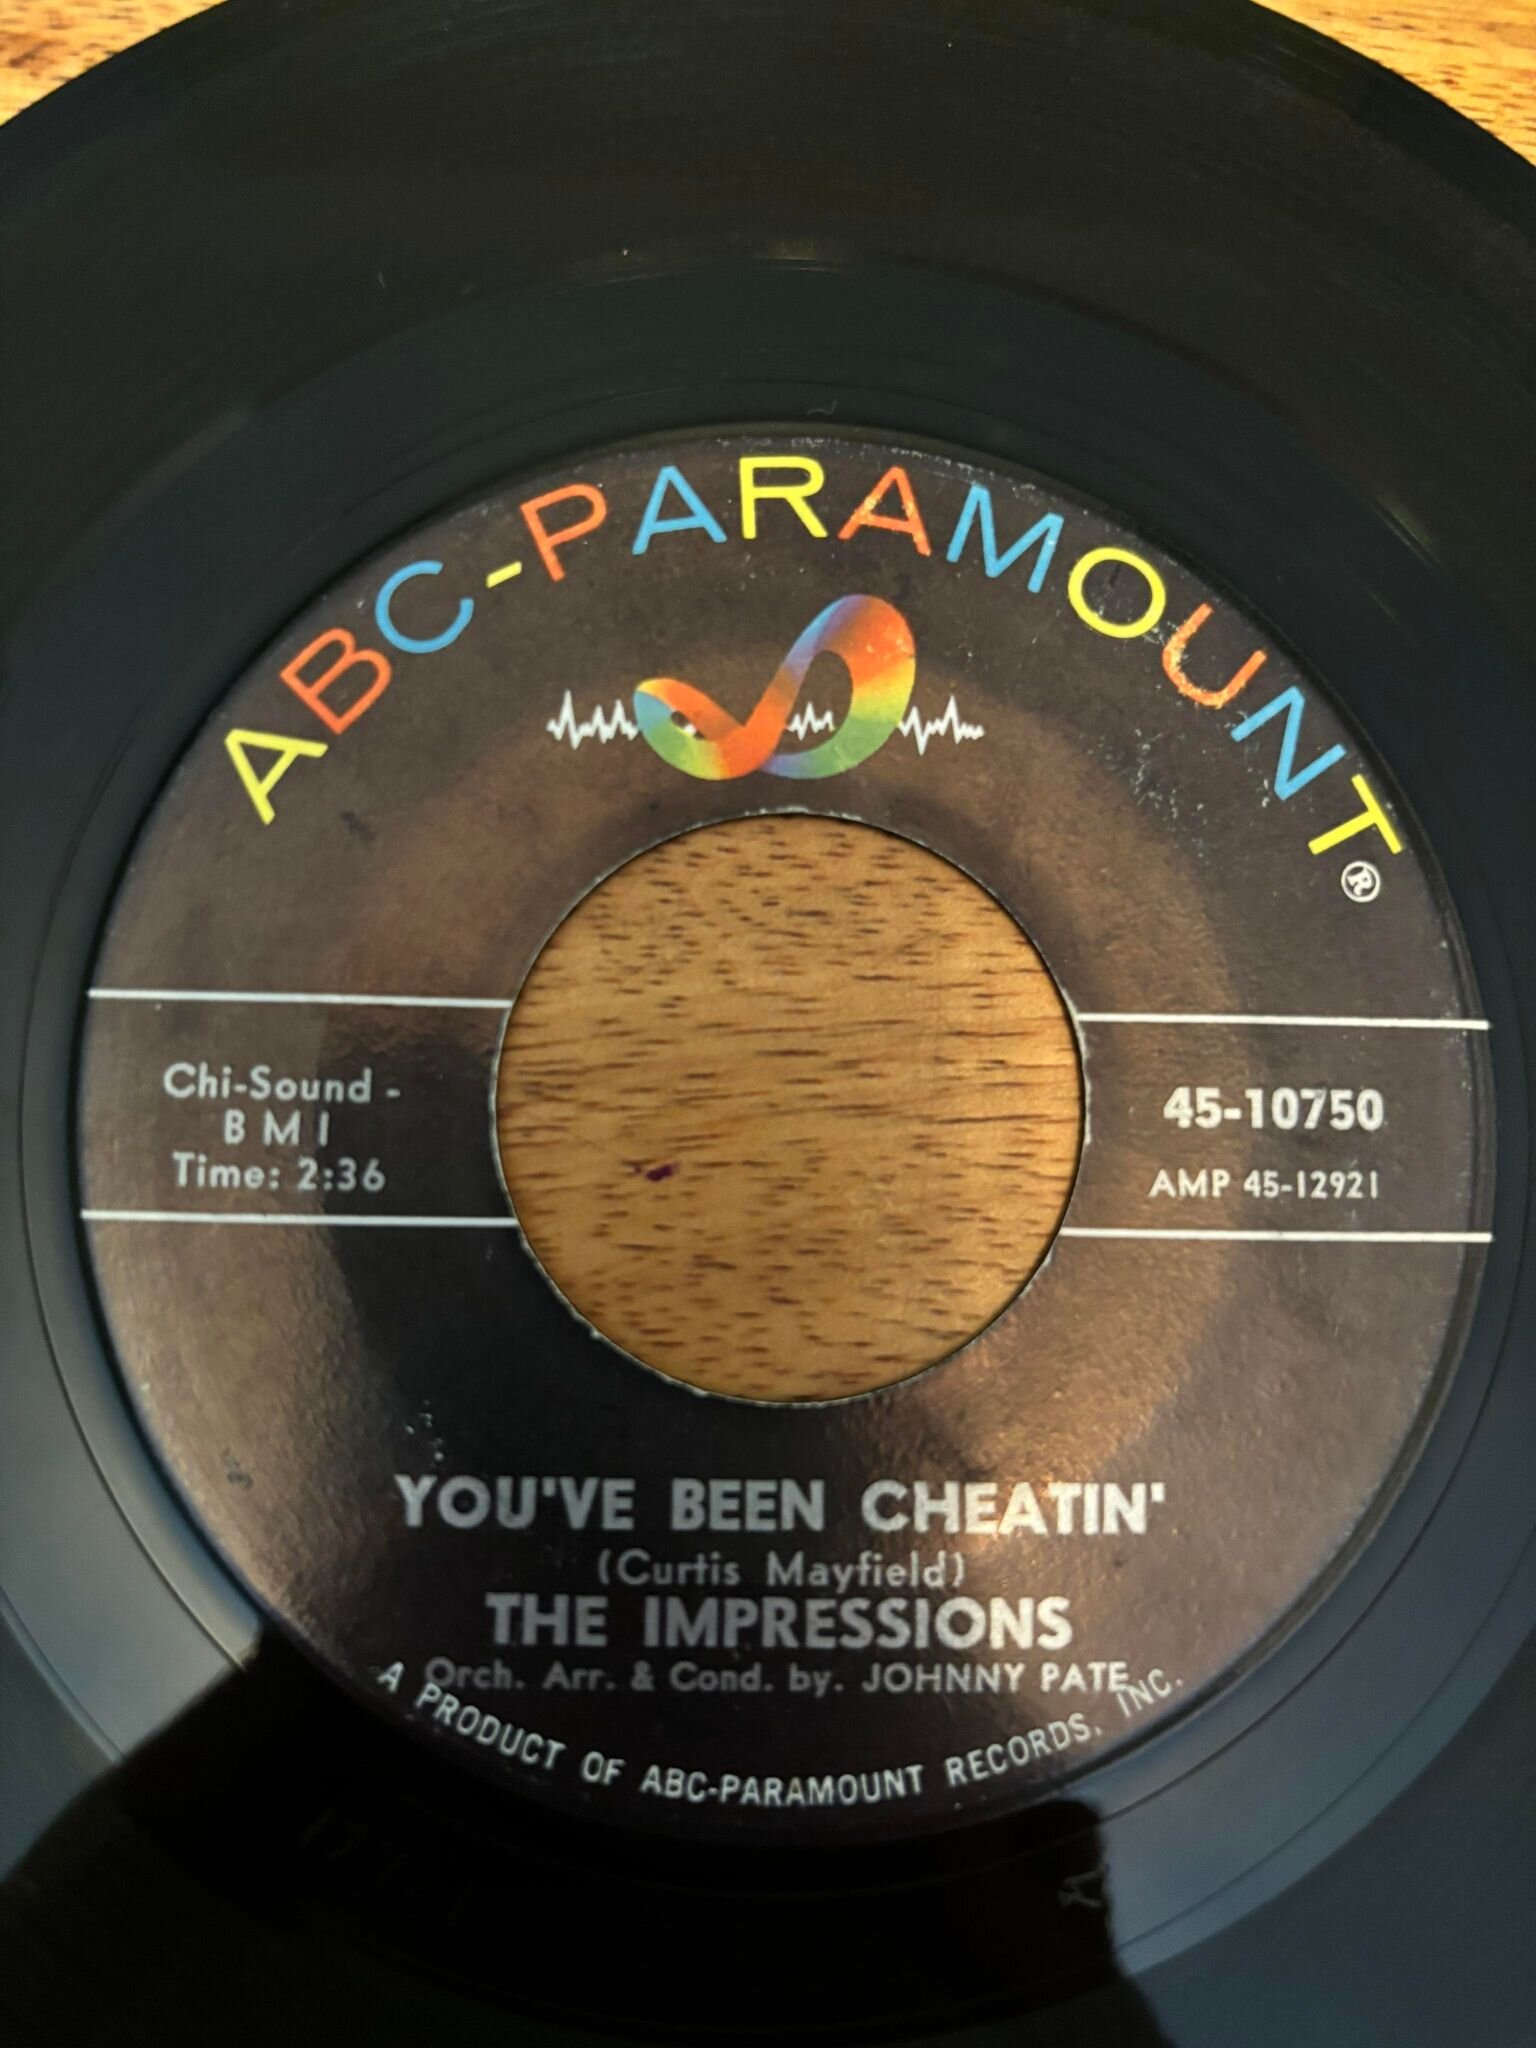 ABC-PARAMOUNT®
Chi-Sound -
B M I
Time: 2:36
45-10750
AMP 45-12921
YOU'VE BEEN CHEATIN'
(Curtis Mayfield)
THE IMPRESSIONS
Orch. Arr. & Cond. by. JOHNNY PATE
A PRODUCT OF ABC-PARAMOUNT RECORDS, INC.